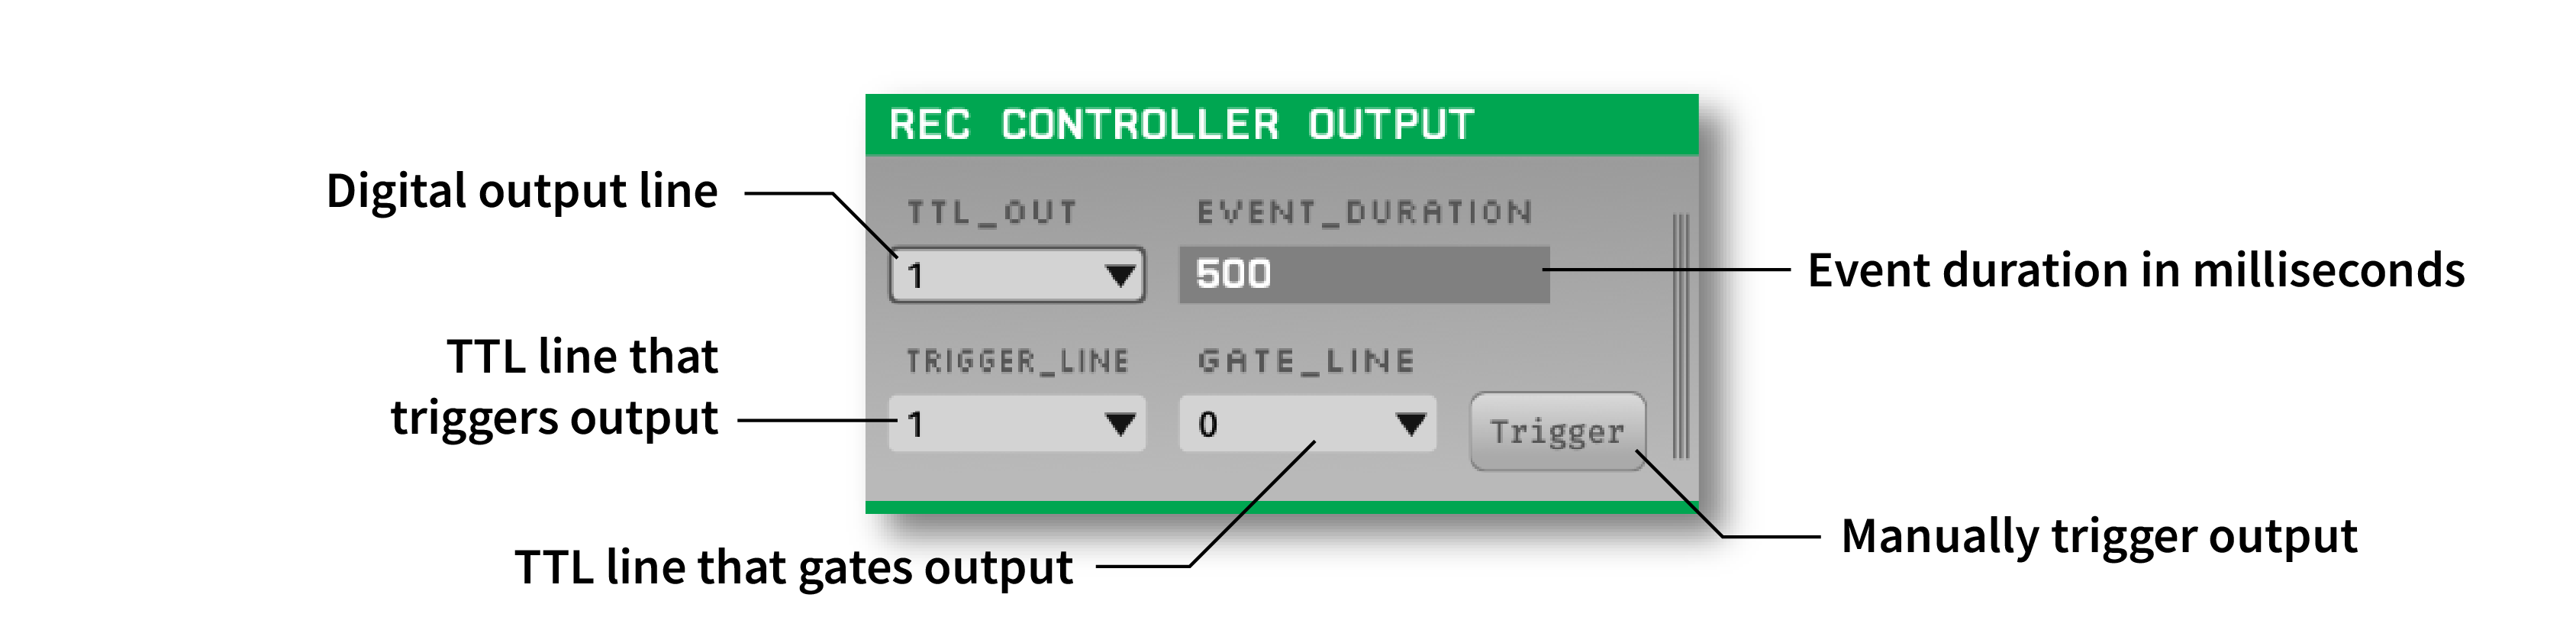 REC CONTROLLER OUTPUT
Digital output line
TTL_OUT
EVENT_DURATION
1
500
Event duration in milliseconds
TTL line that
triggers output
TRIGGER_LINE
GATE_LINE
1
0
Trigger
Manually trigger output
TTL line that gates output